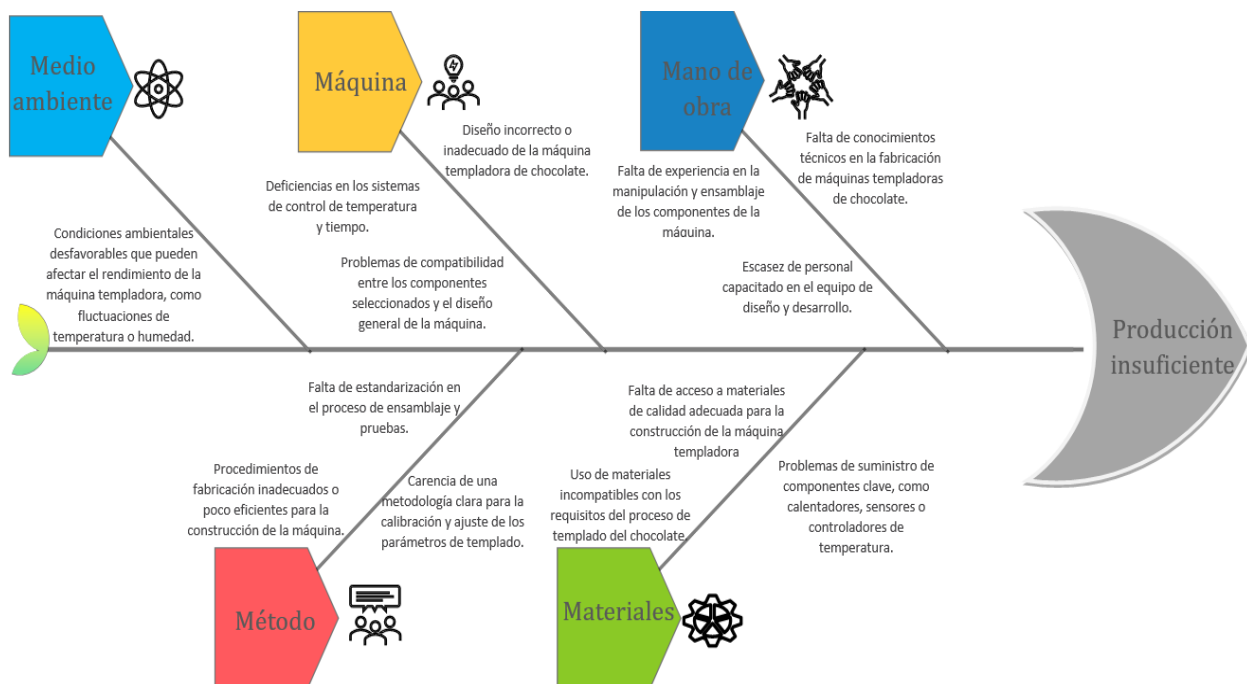 Medio
ambiente
Máquina
Mano de
obra
Diseño incorrecto o
inadecuado de la máquina
templadora de chocolate.
Falta de conocimientos
técnicos en la fabricación
de máquinas templadoras
de chocolate.
Deficiencias en los sistemas
de control de temperatura
y tiempo.
Falta de experiencia en la
manipulación y ensamblaje
de los componentes de la
máquina.
Condiciones ambientales
desfavorables que pueden
afectar el rendimiento de la
máquina templadora, como
fluctuaciones de
temperatura o humedad.
Problemas de compatibilidad
entre los componentes
seleccionados y el diseño
general de la máquina.
Escasez de personal
capacitado en el equipo de
diseño y desarrollo.
Producción
insuficiente
Falta de estandarización en
el proceso de ensamblaje y
pruebas.
Falta de acceso a materiales
de calidad adecuada para la
construcción de la máquina
templadora
Procedimientos de
fabricación inadecuados o
poco eficientes para la
construcción de la máquina.
Carencia de una
metodología clara para la
calibración y ajuste de los
parámetros de templado.
Uso de materiales
incompatibles con los
requisitos del proceso de
templado del chocolate.
Problemas de suministro de
componentes clave, como
calentadores, sensores o
controladores de
temperatura.
Método
Materiales